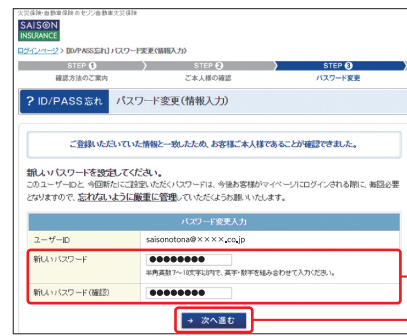 火災保険・自動車保険のセゾン自動車火災保険
SAISON
INSURANCE
ログインページ > [ID/PASS忘れ] パスワード変更(情報入力)
STEP ❶ STEP ❷ STEP ❸
確認方法のご案内 ご本人様の確認 パスワード変更
? ID/PASS忘れ パスワード変更(情報入力)
ご登録いただいていた情報と一致したため、お客様ご本人様であることが確認できました。
新しいパスワードを設定してください。
このユーザーIDと、今回新たにご設定いただくパスワードは、今後お客様がマイページにログインされる際に、毎回必要
となりますので、忘れないように厳重に管理していただくようお願いいたします。
パスワード変更入力
ユーザーID saisonotona@××××.co.jp
新しいパスワード ●●●●●●●●
半角英数7～10文字以内で、英字・数字を組み合わせて入力ください。
新しいパスワード(確認) ●●●●●●●●
→ 次へ進む